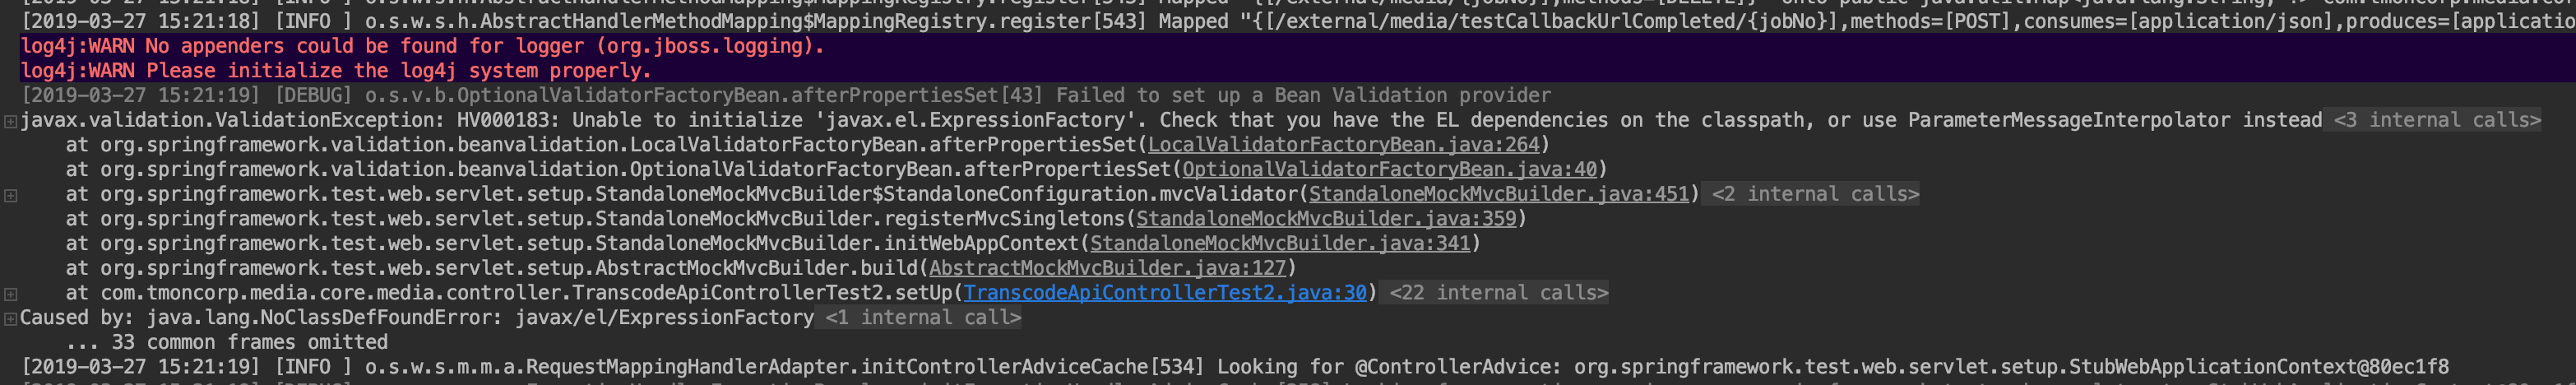 [2019-03-27 15:21:18] [INFO ] o.s.w.s.h.AbstractHandlerMethodMapping$MappingRegistry.register[543] Mapped "{[/external/media/testCallbackUrlCompleted/{jobNo}],methods=[POST],consumes=[application/json],produces=[applicatio
log4j:WARN No appenders could be found for logger (org.jboss.logging).
log4j:WARN Please initialize the log4j system properly.
[2019-03-27 15:21:19] [DEBUG] o.s.v.b.OptionalValidatorFactoryBean.afterPropertiesSet[43] Failed to set up a Bean Validation provider
javax.validation.ValidationException: HV000183: Unable to initialize 'javax.el.ExpressionFactory'. Check that you have the EL dependencies on the classpath, or use ParameterMessageInterpolator instead <3 internal calls>
at org.springframework.validation.beanvalidation.LocalValidatorFactoryBean.afterPropertiesSet(LocalValidatorFactoryBean.java:264)
at org.springframework.validation.beanvalidation.OptionalValidatorFactoryBean.afterPropertiesSet(OptionalValidatorFactoryBean.java:40)
at org.springframework.test.web.servlet.setup.StandaloneMockMvcBuilder$StandaloneConfiguration.mvcValidator(StandaloneMockMvcBuilder.java:451) <2 internal calls>
at org.springframework.test.web.servlet.setup.StandaloneMockMvcBuilder.registerMvcSingletons(StandaloneMockMvcBuilder.java:359)
at org.springframework.test.web.servlet.setup.StandaloneMockMvcBuilder.initWebAppContext(StandaloneMockMvcBuilder.java:341)
at org.springframework.test.web.servlet.setup.AbstractMockMvcBuilder.build(AbstractMockMvcBuilder.java:127)
at com.tmoncorp.media.core.media.controller.TranscodeApiControllerTest2.setUp(TranscodeApiControllerTest2.java:30) <22 internal calls>
Caused by: java.lang.NoClassDefFoundError: javax/el/ExpressionFactory <1 internal call>
... 33 common frames omitted
[2019-03-27 15:21:19] [INFO ] o.s.w.s.m.m.a.RequestMappingHandlerAdapter.initControllerAdviceCache[534] Looking for @ControllerAdvice: org.springframework.test.web.servlet.setup.StubWebApplicationContext@80ec1f8